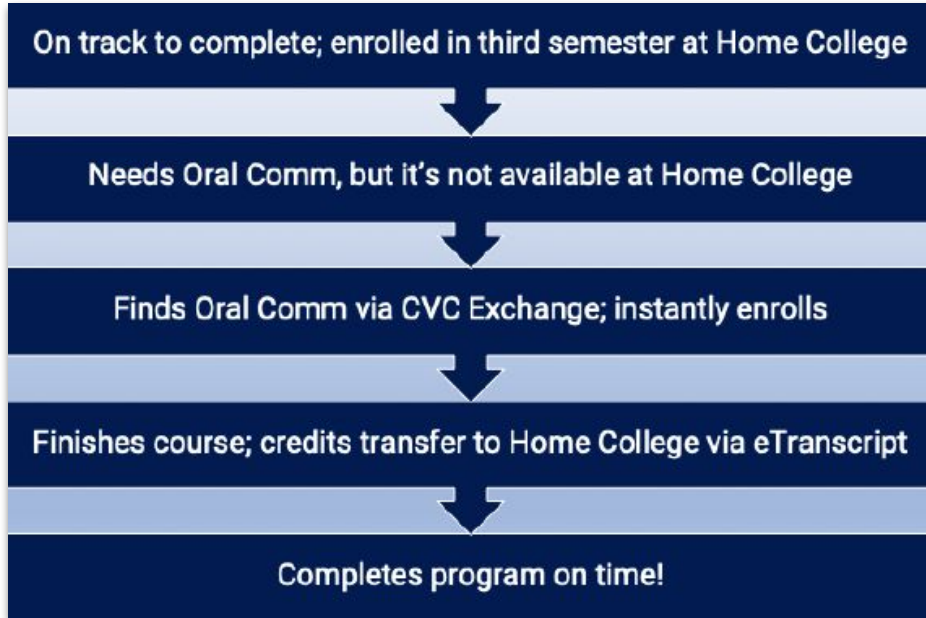 On track to complete; enrolled in third semester at Home College
Needs Oral Comm, but it's not available at Home College
Finds Oral Comm via CVC Exchange; instantly enrolls
Finishes course; credits transfer to Home College via eTranscript
Completes program on time!